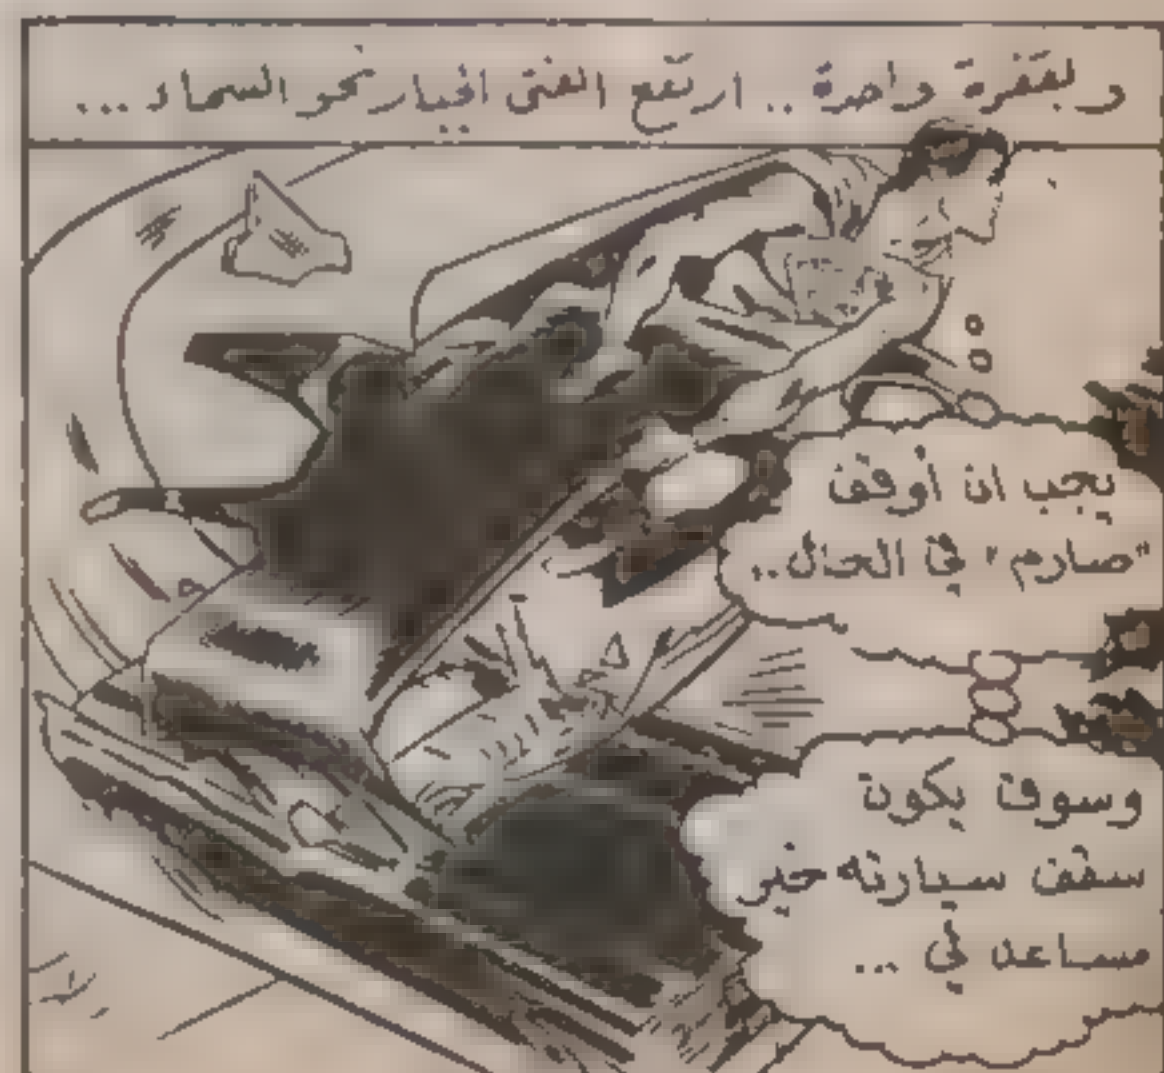 وبقفزة واحدة .. ارتفع الفتى الجبار نحو السماء ...
يجب ان أوقف
"صارم" في الحال..
وسوف يكون
سقف سيارته خير
مساعد لي ...